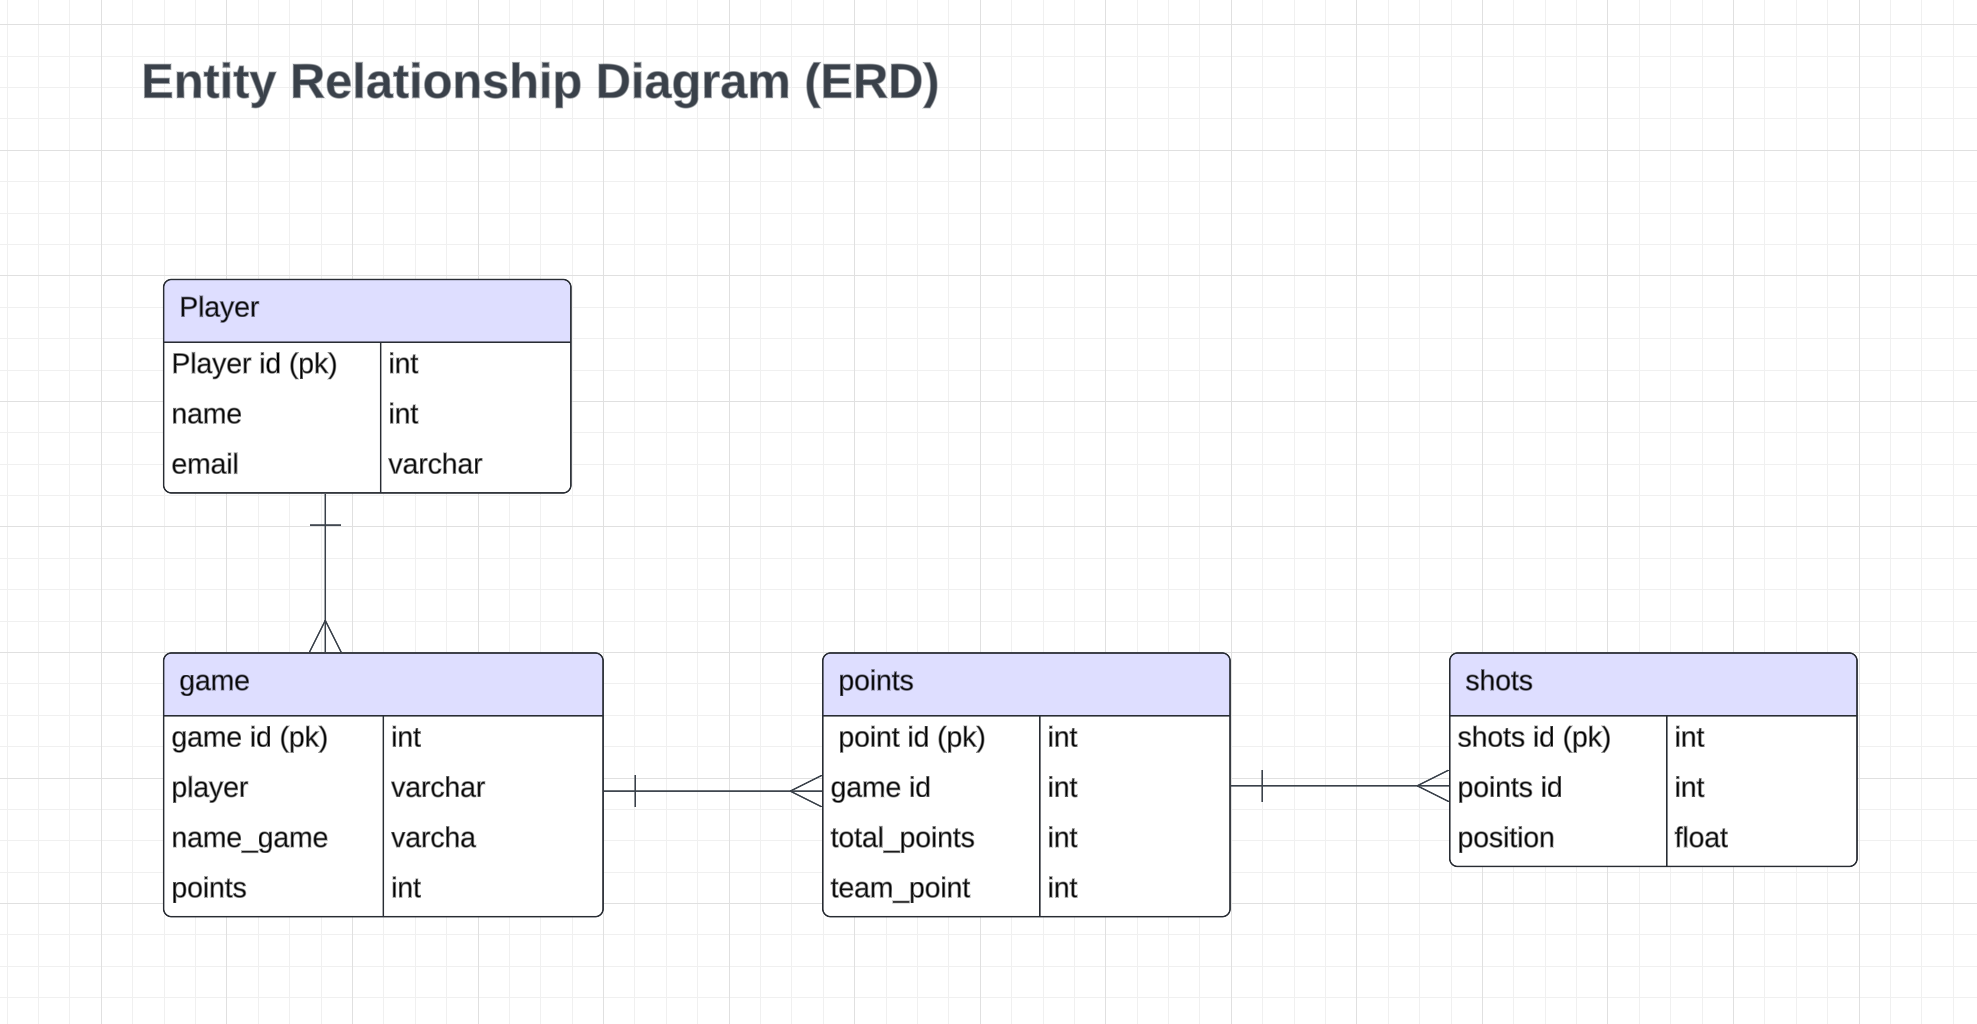 Entity Relationship Diagram (ERD)
Player
Player id (pk) int
name int
email varchar
game
game id (pk) int
player varchar
name_game varcha
points int
points
point id (pk) int
game id int
total_points int
team_point int
shots
shots id (pk) int
points id int
position float